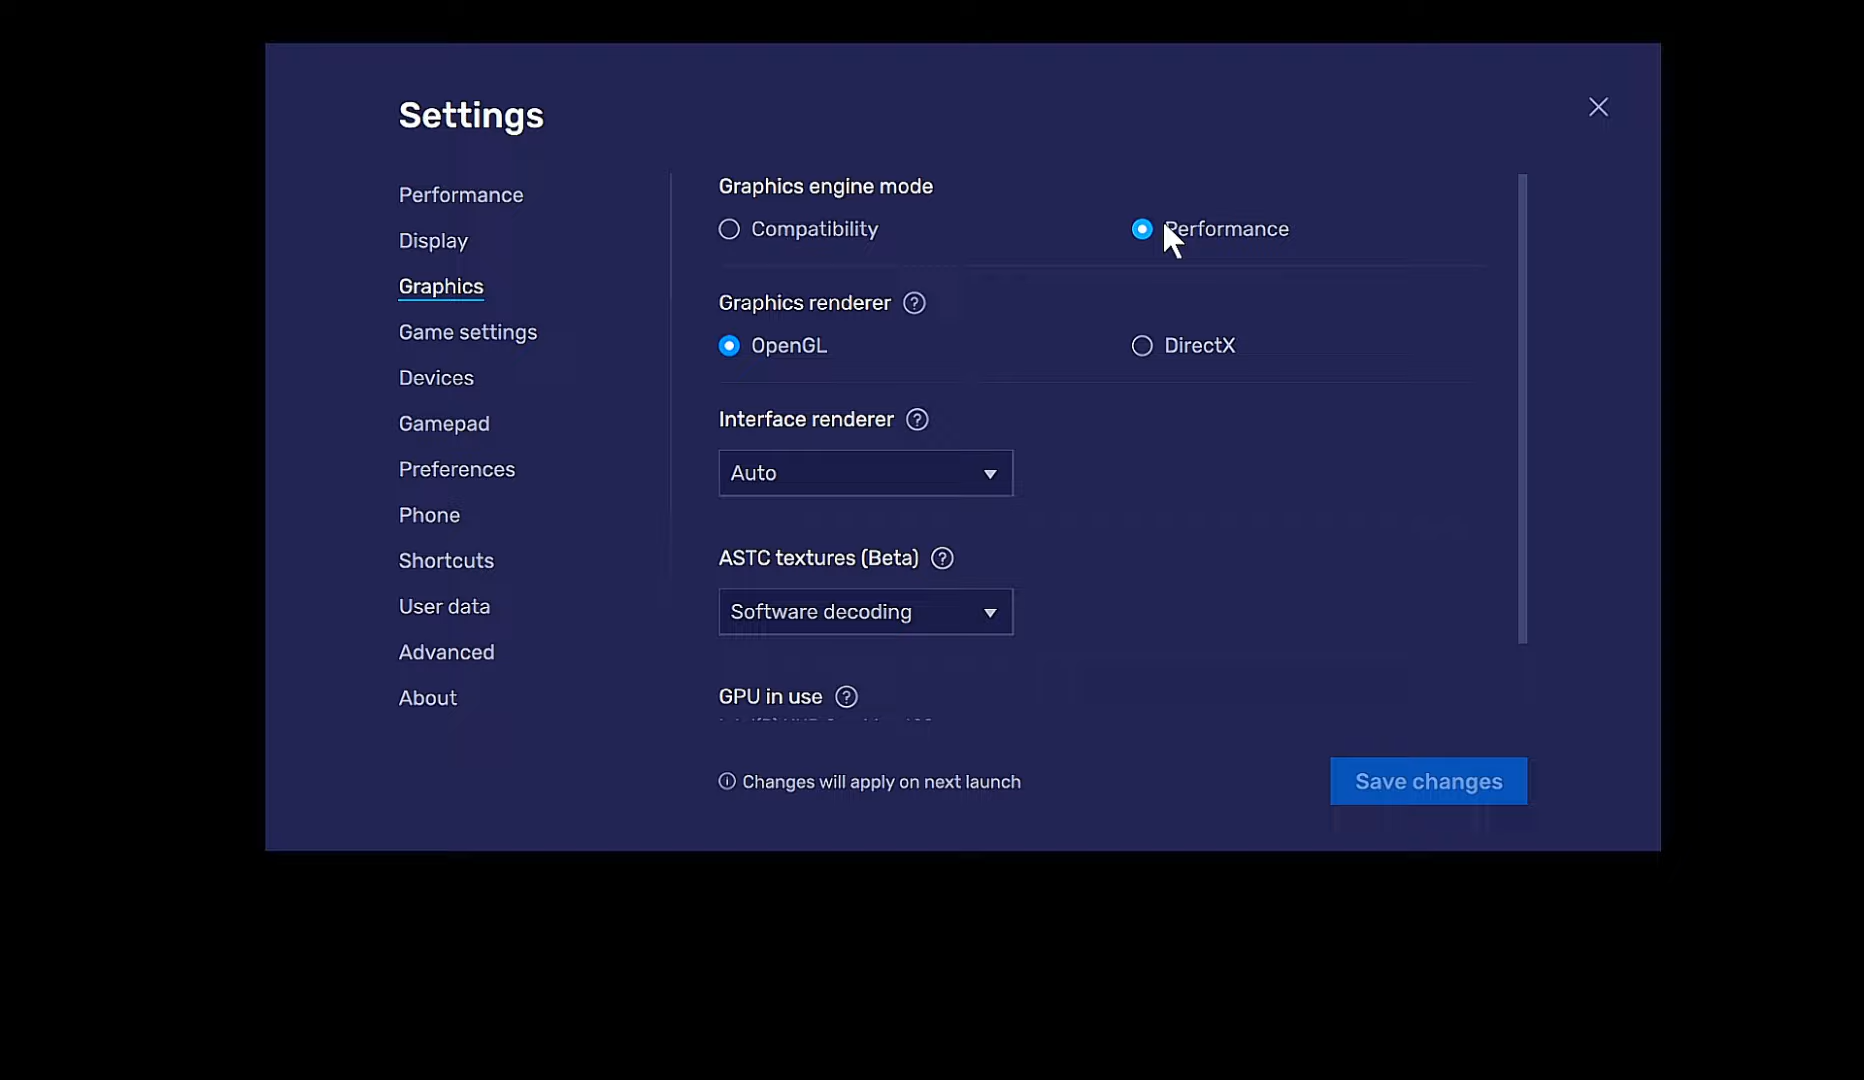 Settings
Performance
Display
Graphics
Game settings
Devices
Gamepad
Preferences
Phone
Shortcuts
User data
Advanced
About
Graphics engine mode
Compatibility
Performance
Graphics renderer ?
OpenGL
DirectX
Interface renderer ?
Auto
ASTC textures (Beta) ?
Software decoding
GPU in use ?
Changes will apply on next launch
Save changes